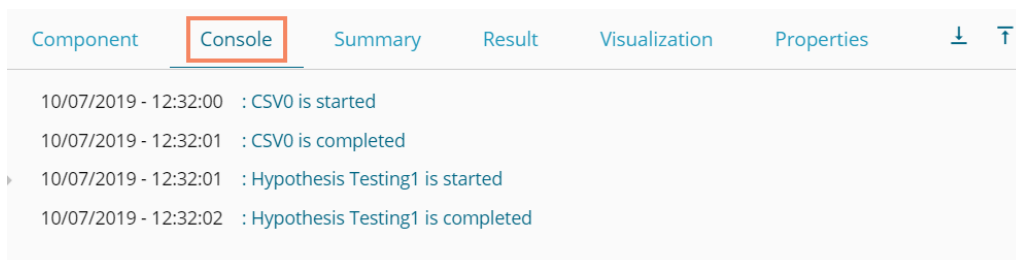 Component Console Summary Result Visualization Properties
10/07/2019 - 12:32:00 : CSV0 is started
10/07/2019 - 12:32:01 : CSV0 is completed
10/07/2019 - 12:32:01 : Hypothesis Testing1 is started
10/07/2019 - 12:32:02 : Hypothesis Testing1 is completed